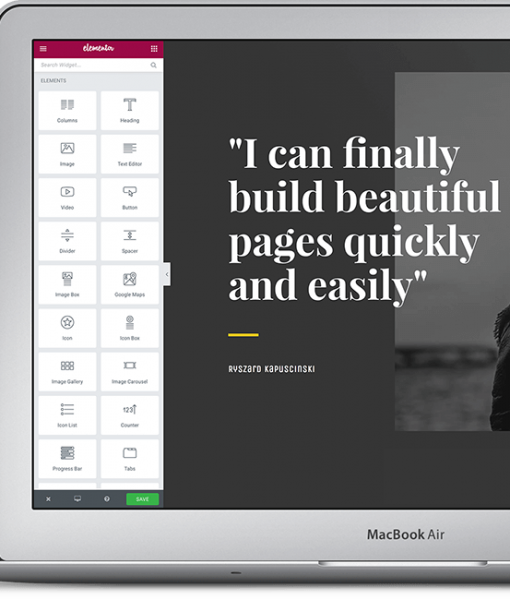 elementor
Search Widget...
ELEMENTS
Columns
Heading
Image
Text Editor
Video
Button
Divider
Spacer
Image Box
Google Maps
Icon
Icon Box
Image Gallery
Image Carousel
Icon List
Counter
Progress Bar
Tabs
SAVE
"I can finally
build beautiful
pages quickly
and easily"
Ryszard Kapuscinski
MacBook Air